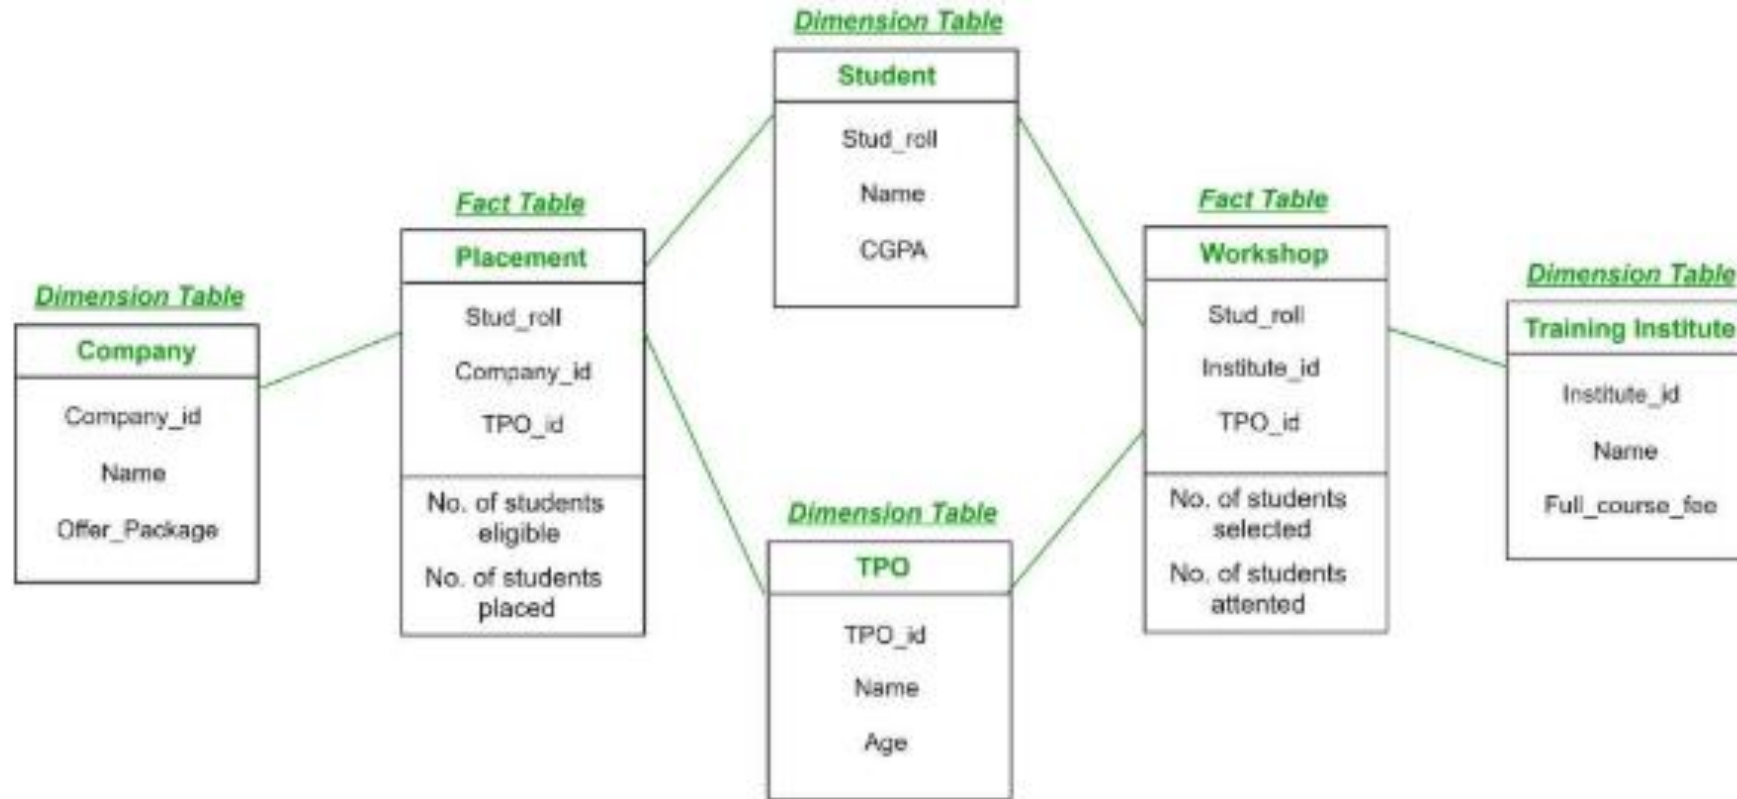 Dimension Table
Student
Stud_roll
Name
CGPA
Fact Table
Placement
Stud_roll
Company_id
TPO_id
No. of students
eligible
No. of students
placed
Fact Table
Workshop
Stud_roll
Institute_id
TPO_id
No. of students
selected
No. of students
attented
Dimension Table
Company
Company_id
Name
Offer_Package
Dimension Table
Training Institute
Institute_id
Name
Full_course_fee
Dimension Table
TPO
TPO_id
Name
Age